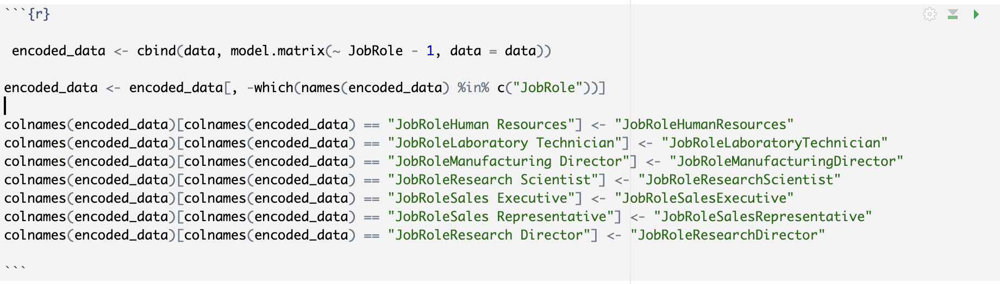 ```{r}
encoded_data <- cbind(data, model.matrix(~ JobRole - 1, data = data))
encoded_data <- encoded_data[, -which(names(encoded_data) %in% c("JobRole"))]
colnames(encoded_data)[colnames(encoded_data) == "JobRoleHuman Resources"] <- "JobRoleHumanResources"
colnames(encoded_data)[colnames(encoded_data) == "JobRoleLaboratory Technician"] <- "JobRoleLaboratoryTechnician"
colnames(encoded_data)[colnames(encoded_data) == "JobRoleManufacturing Director"] <- "JobRoleManufacturingDirector"
colnames(encoded_data)[colnames(encoded_data) == "JobRoleResearch Scientist"] <- "JobRoleResearchScientist"
colnames(encoded_data)[colnames(encoded_data) == "JobRoleSales Executive"] <- "JobRoleSalesExecutive"
colnames(encoded_data)[colnames(encoded_data) == "JobRoleSales Representative"] <- "JobRoleSalesRepresentative"
colnames(encoded_data)[colnames(encoded_data) == "JobRoleResearch Director"] <- "JobRoleResearchDirector"
```